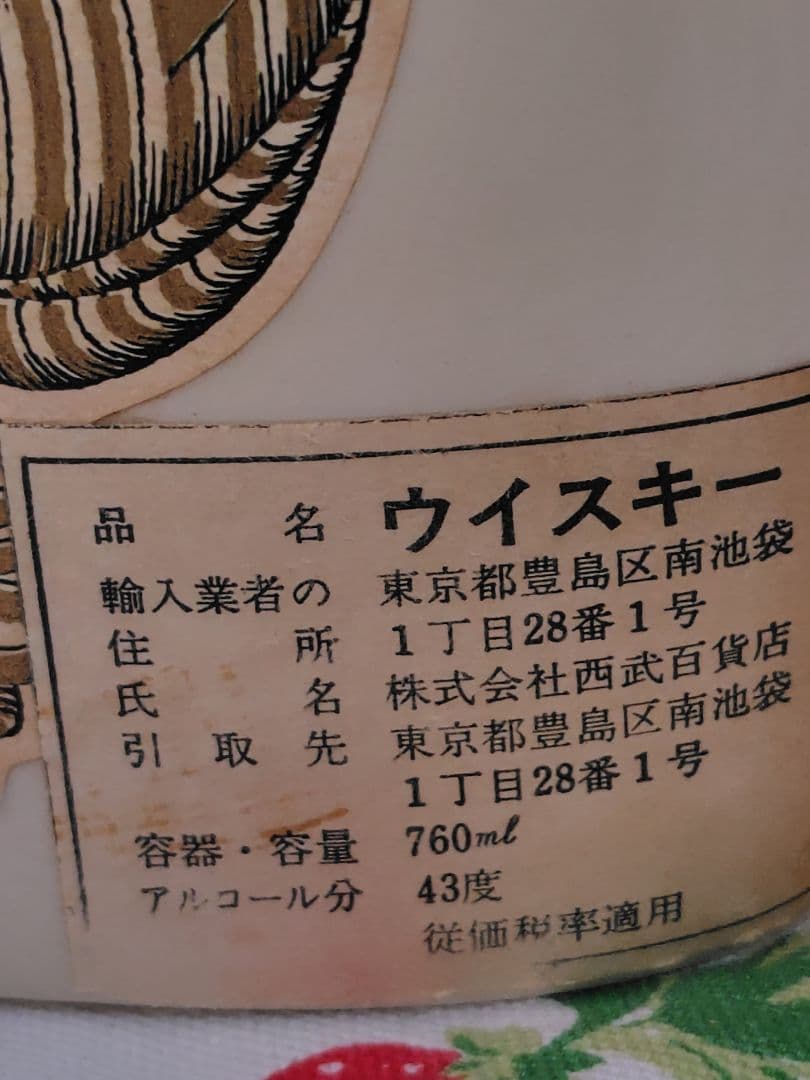 品名 ウイスキー
輸入業者の 東京都豊島区南池袋
住所 1丁目28番1号
氏名 株式会社西武百貨店
引取先 東京都豊島区南池袋
1丁目28番1号
容器・容量 760ml
アルコール分 43度
従価税率適用